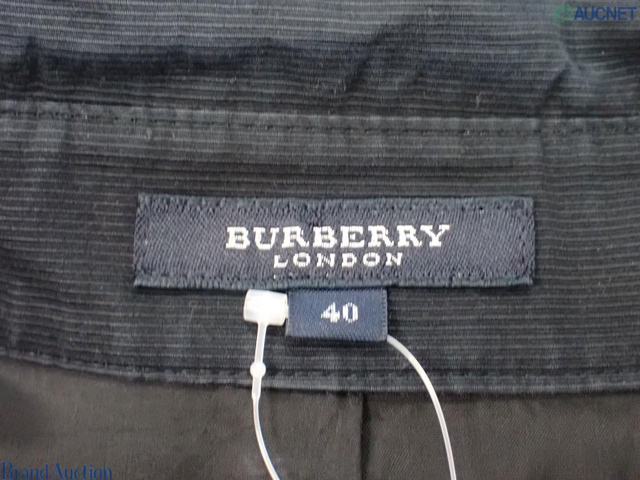 AUCNET
BURBERRY
LONDON
40
Brand Auction